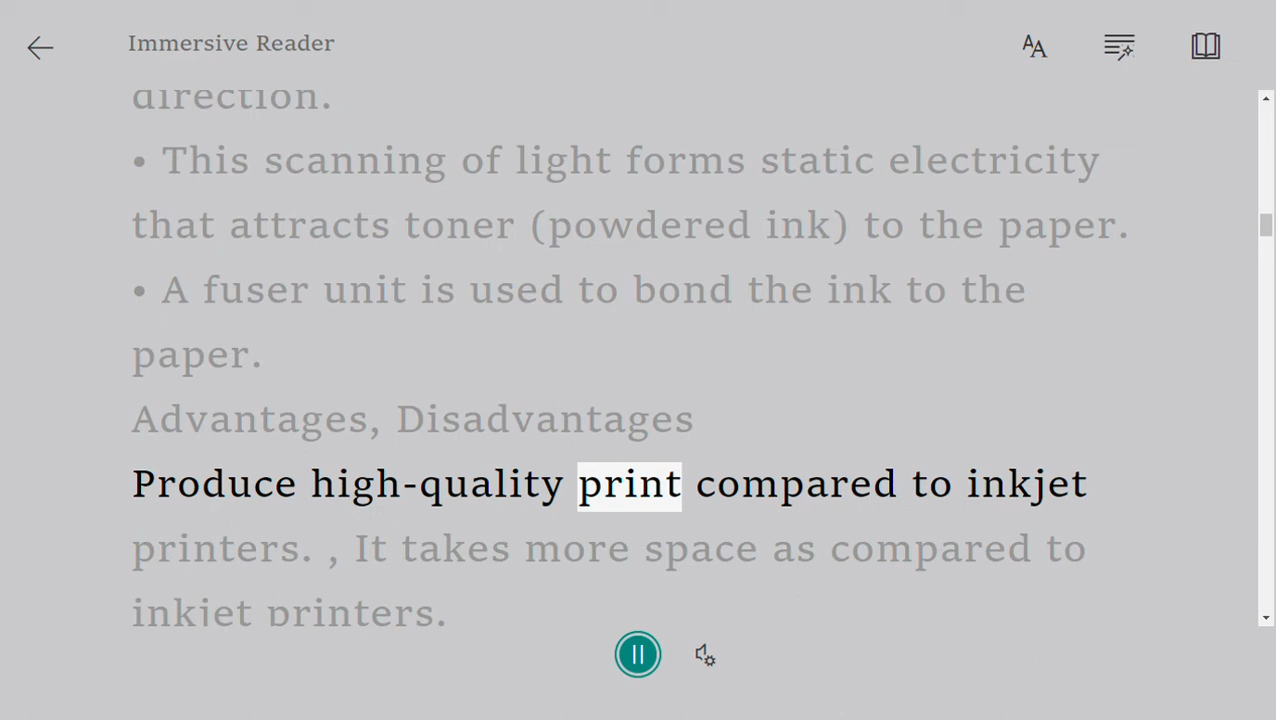 Immersive Reader
direction.
• This scanning of light forms static electricity
that attracts toner (powdered ink) to the paper.
• A fuser unit is used to bond the ink to the
paper.
Advantages, Disadvantages
Produce high-quality print compared to inkjet
printers. , It takes more space as compared to
inkjet printers.